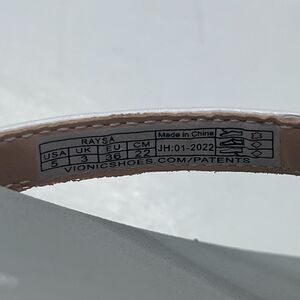 RAYSA
USA UK EU CM
5 3 36 22
VIONICSHOES.COM/PATENTS
Made in China
JH:01-2022